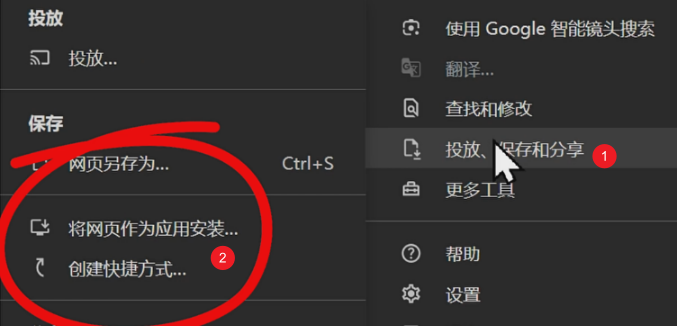 投放
投放...
保存
网页另存为... Ctrl+S
将网页作为应用安装...
创建快捷方式...
2
使用 Google 智能镜头搜索
翻译...
查找和修改
投放、保存和分享
1
更多工具
帮助
设置